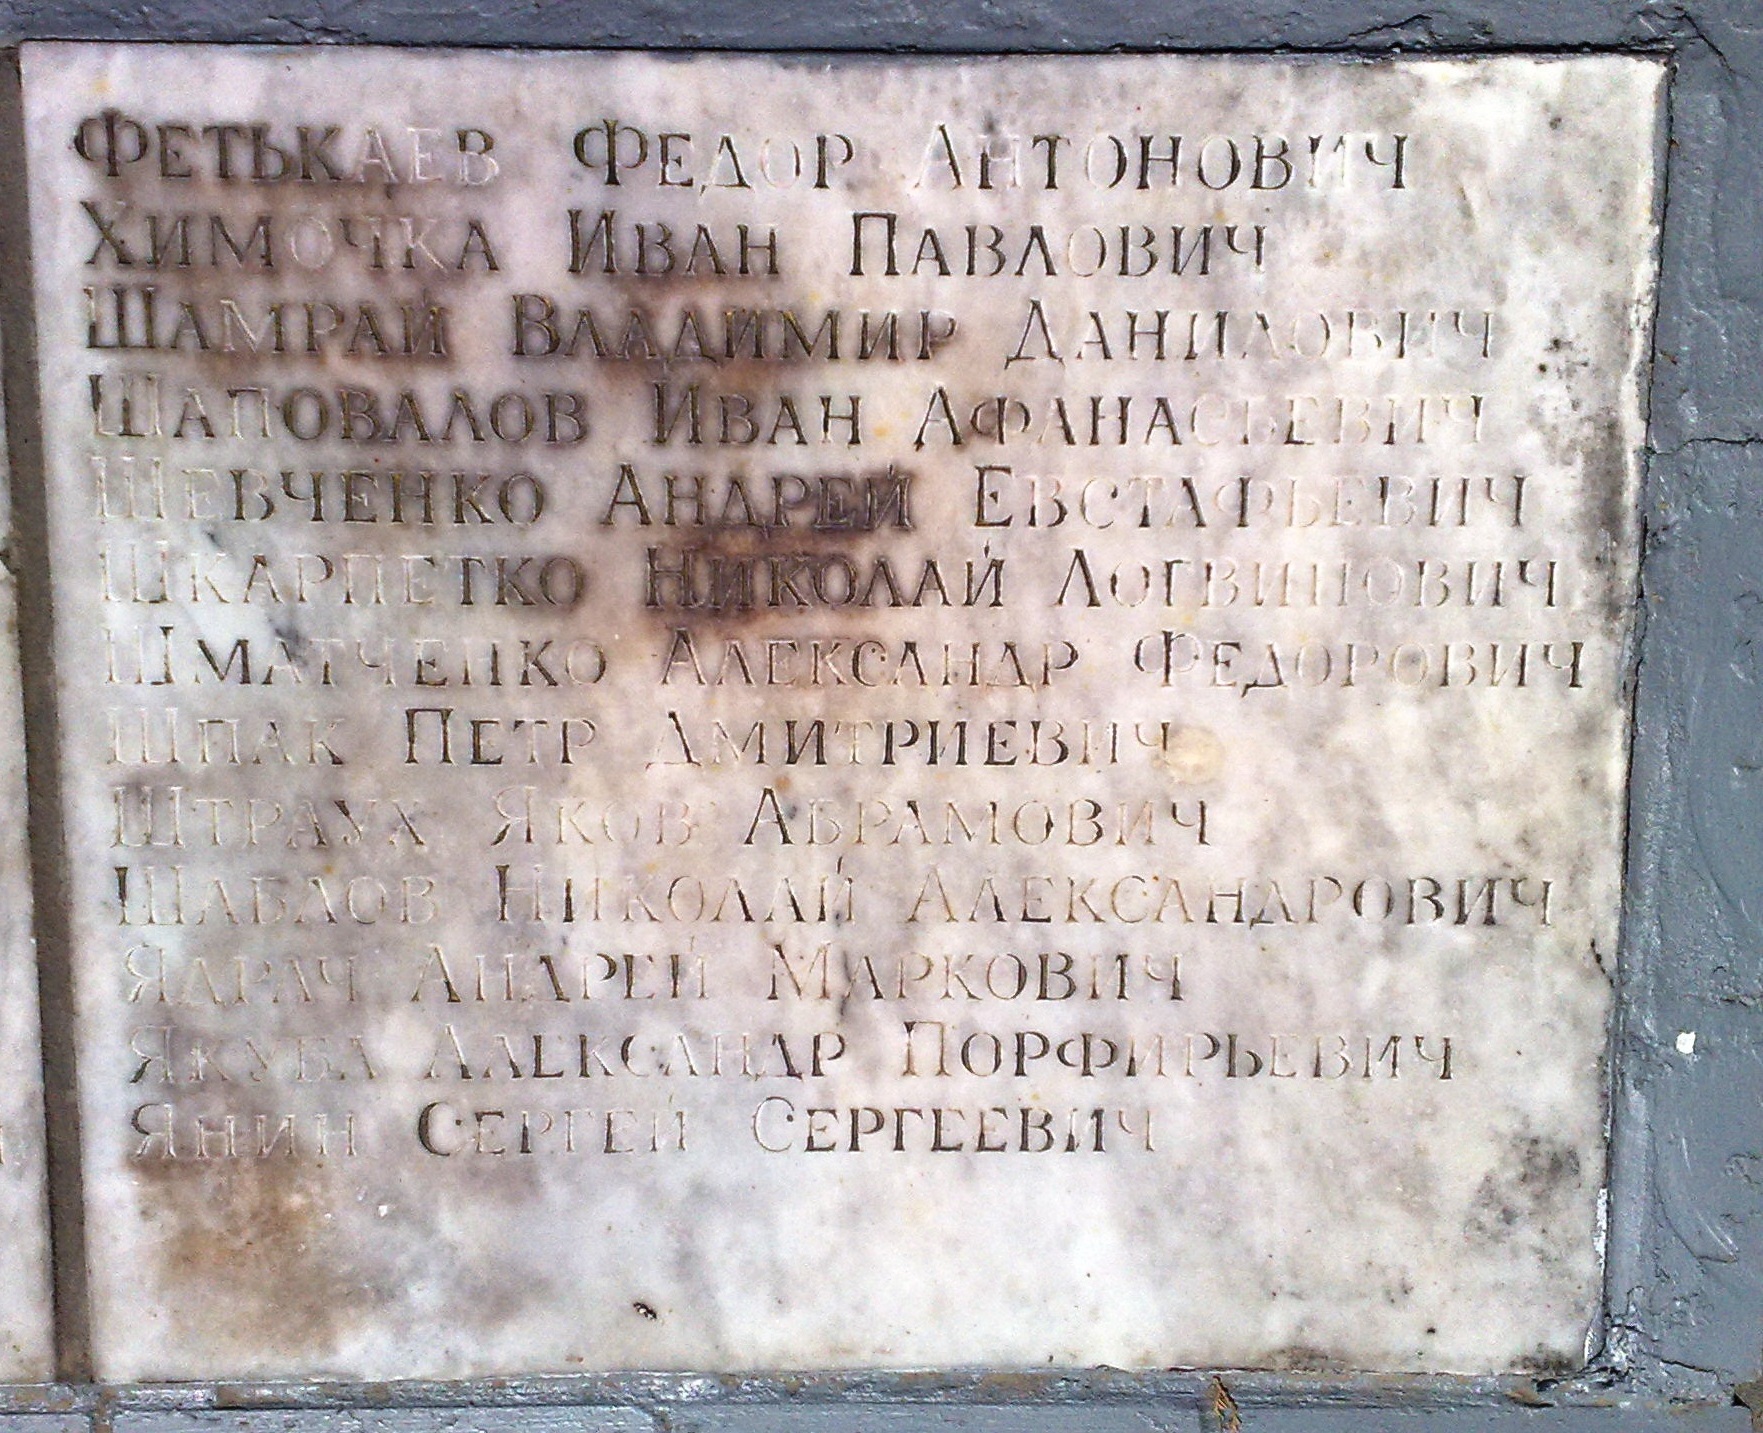 Фетькаев Федор Антонович
Химочка Иван Павлович
Шамрай Владимир Данилович
Шаповалов Иван Афанасьевич
Шевченко Андрей Евстафьевич
Шкарпетко Николай Логвинович
Шматченко Александр Федорович
Шпак Петр Дмитриевич
Штраух Яков Абрамович
Шаблов Николай Александрович
Ядрач Андрей Маркович
Якуба Александр Порфирьевич
Янин Сергей Сергеевич